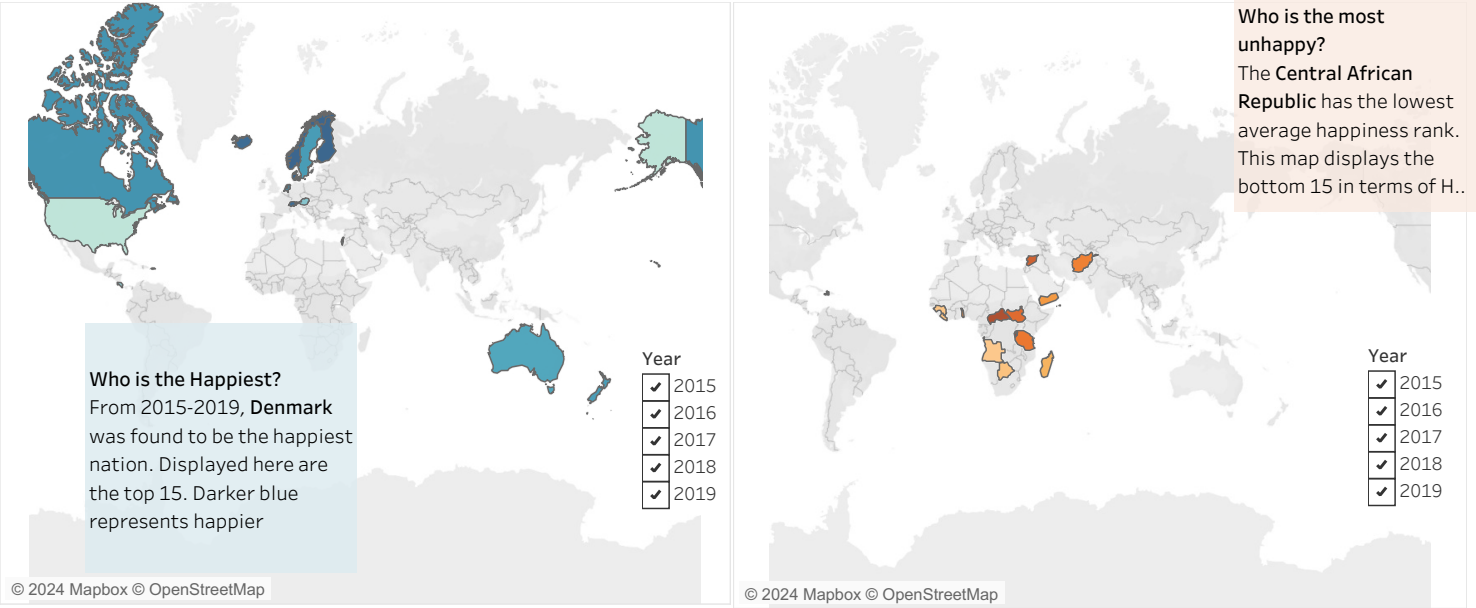 Who is the Happiest?
From 2015-2019, Denmark
was found to be the happiest
nation. Displayed here are
the top 15. Darker blue
represents happier
Year
2015
2016
2017
2018
2019
© 2024 Mapbox © OpenStreetMap
Who is the most
unhappy?
The Central African
Republic has the lowest
average happiness rank.
This map displays the
bottom 15 in terms of H..
Year
2015
2016
2017
2018
2019
© 2024 Mapbox © OpenStreetMap